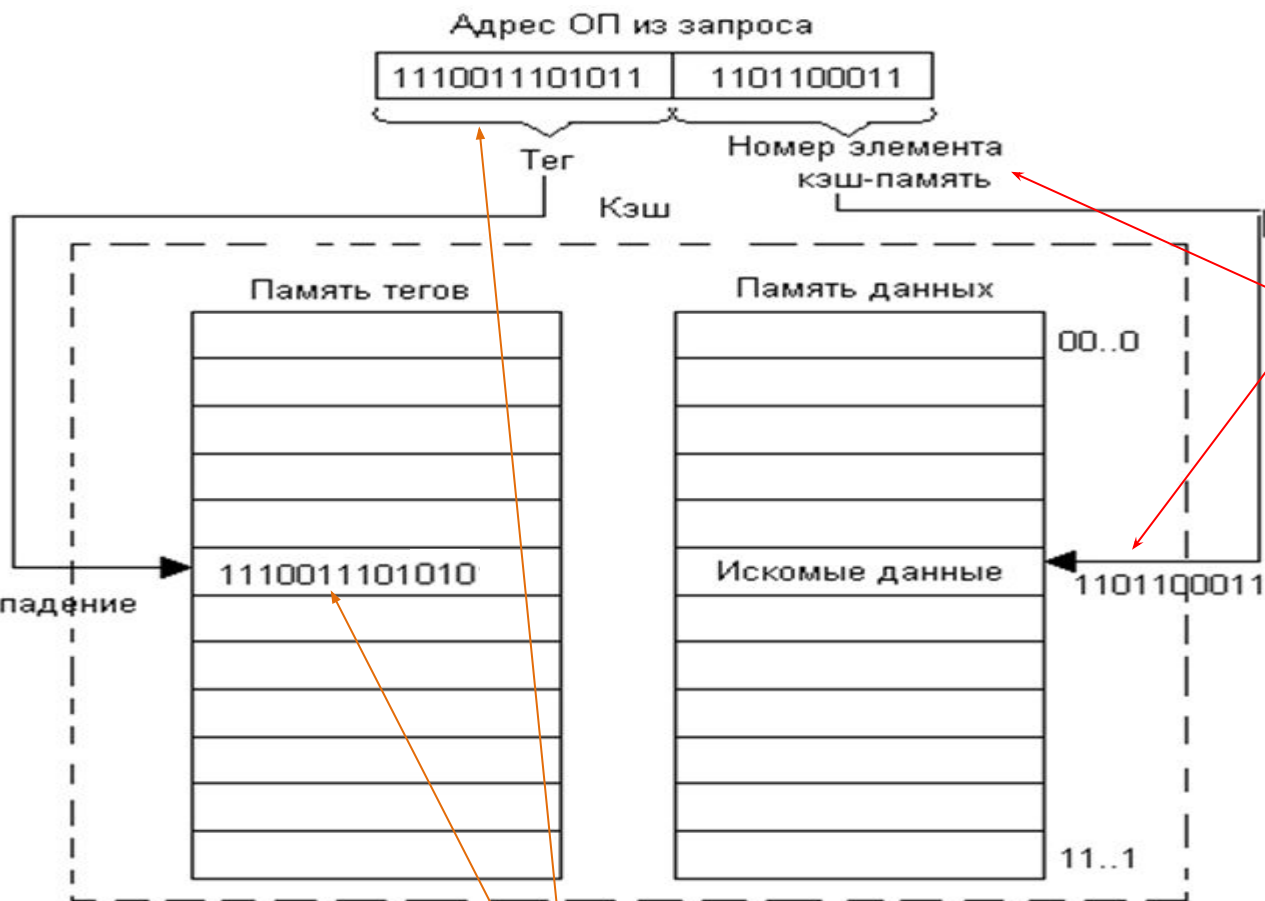 Адрес ОП из запроса
1110011101011 1101100011
Тег
Номер элемента
кэш-память
Кэш
Память тегов
Память данных
00..0
1110011101010
Искомые данные
1101100011
падение
11..1